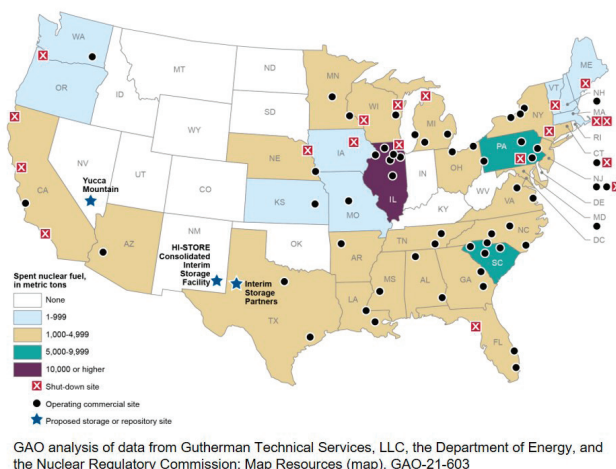 WA
OR
CA
NV
ID
MT
WY
UT
AZ
CO
NM
ND
SD
NE
KS
OK
TX
MN
IA
MO
AR
LA
WI
IL
MI
IN
OH
KY
TN
MS
AL
GA
FL
SC
NC
VA
WV
PA
NY
VT
ME
NH
MA
RI
CT
NJ
DE
MD
DC
Yucca
Mountain
HI-STORE
Consolidated
Interim
Storage
Facility
Interim
Storage
Partners
Spent nuclear fuel,
in metric tons
None
1-999
1,000-4,999
5,000-9,999
10,000 or higher
Shut-down site
Operating commercial site
Proposed storage or repository site
GAO analysis of data from Gutherman Technical Services, LLC, the Department of Energy, and
the Nuclear Regulatory Commission; Map Resources (map). GAO-21-603